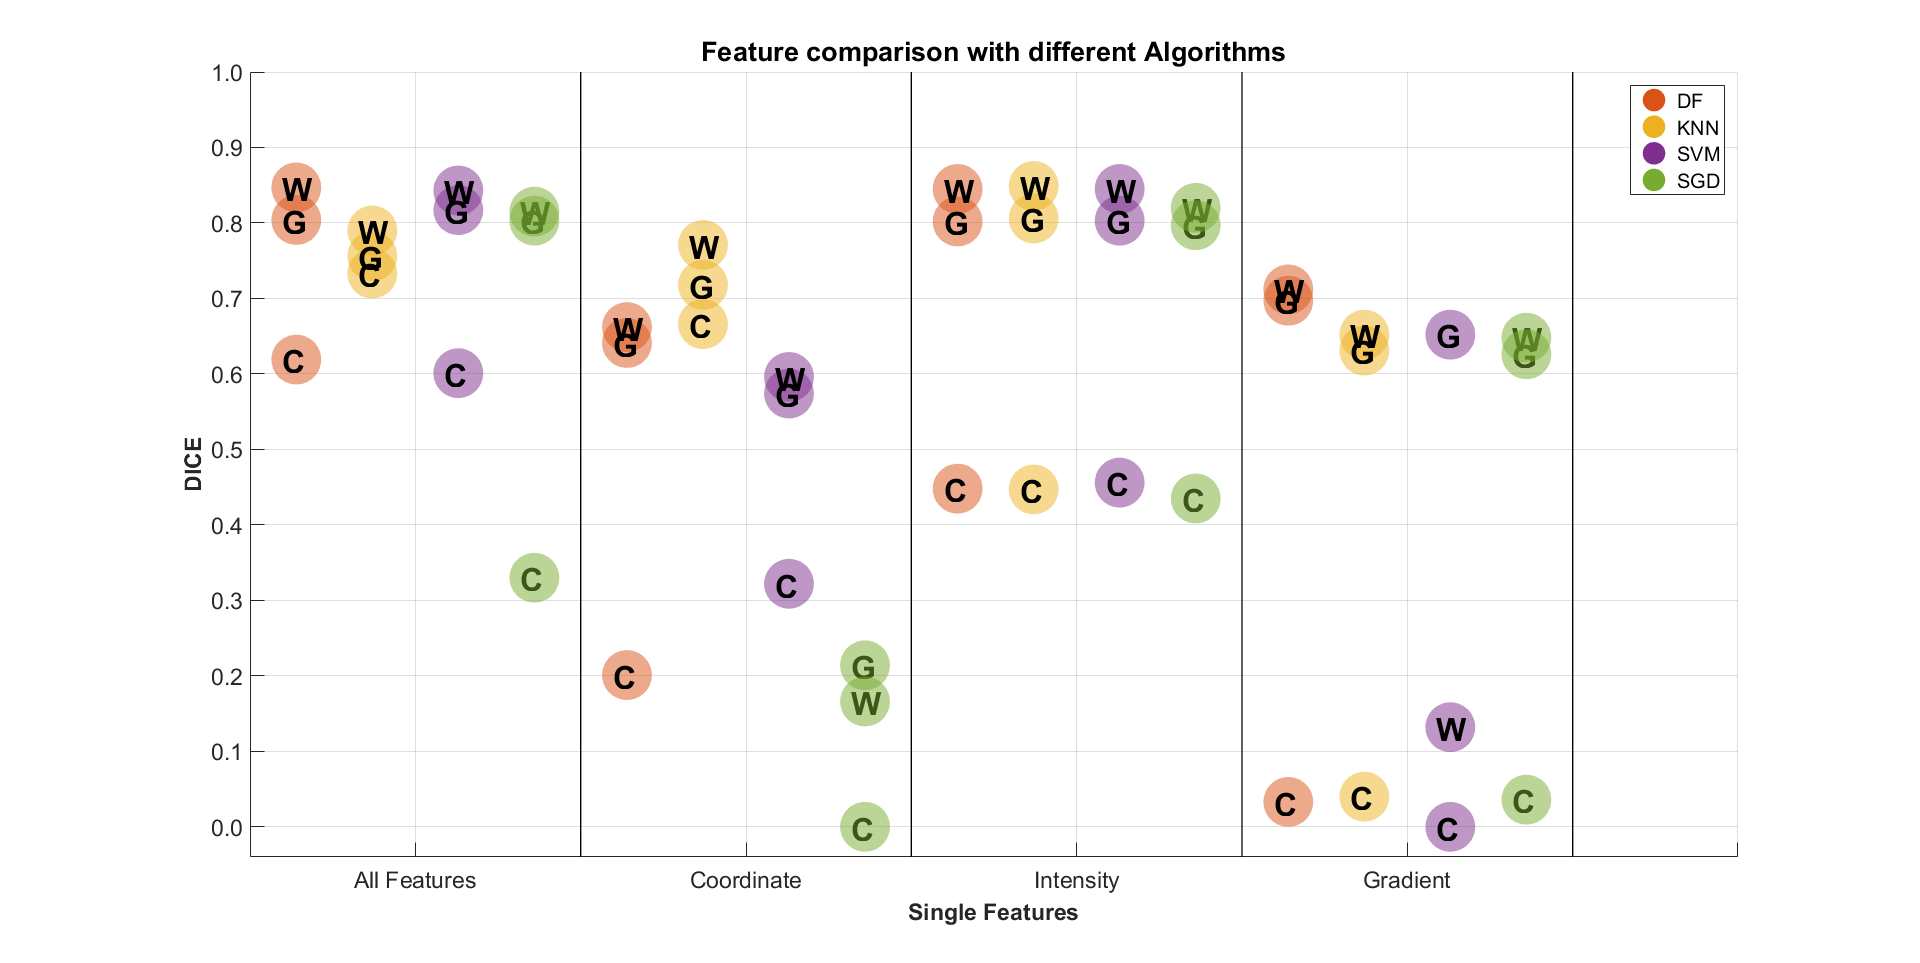 Feature comparison with different Algorithms
1.0
0.9
0.8
0.7
0.6
0.5
0.4
0.3
0.2
0.1
0.0
DICE
W
G
C
W
G
C
W
G
C
W
G
C
W
G
C
W
G
C
W
G
C
G
W
C
W
G
C
W
G
C
W
G
C
W
G
C
W
G
C
W
G
C
G
W
C
W
G
C
DF
KNN
SVM
SGD
All Features
Coordinate
Intensity
Gradient
Single Features